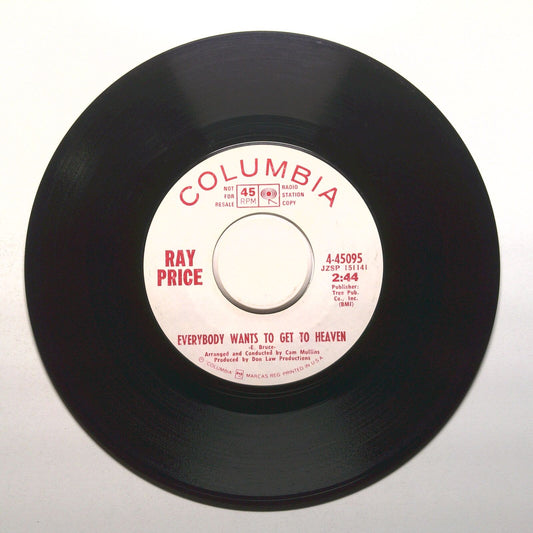 COLUMBIA
NOT FOR RESALE
45 RPM
RADIO STATION COPY
RAY PRICE
4-45095
JZSP 151141
2:44
Publisher:
Tree Pub.
Co., Inc.
(BMI)
EVERYBODY WANTS TO GET TO HEAVEN
-E. Bruce-
Arranged and Conducted by Cam Mullins
Produced by Don Law Productions
© COLUMBIA MARCAS REG. PRINTED IN U.S.A.